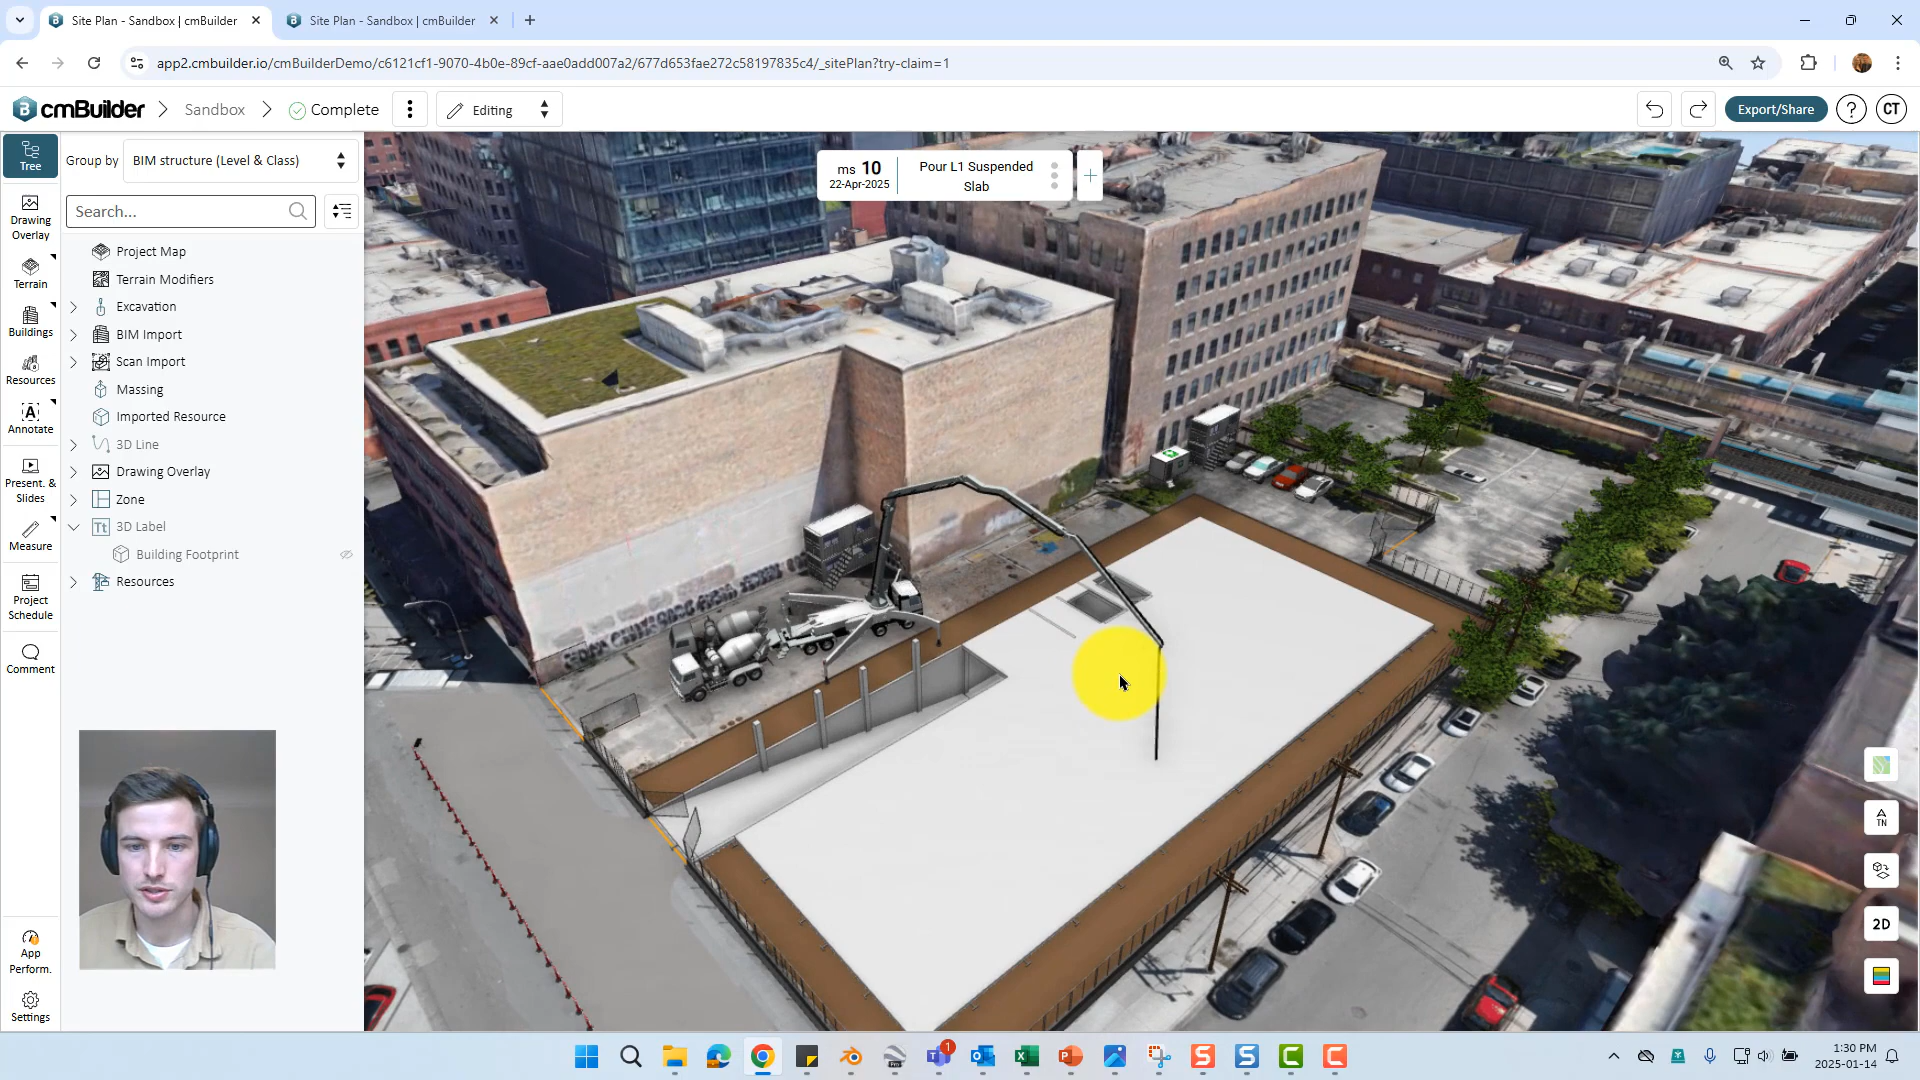 Site Plan - Sandbox | cmBuilder
Site Plan - Sandbox | cmBuilder
app2.cmbuilder.io/cmBuilderDemo/c6121cf1-9070-4b0e-89cf-aae0add007a2/677d653fae272c58197835c4/_sitePlan?try-claim=1
cmBuilder
Sandbox
Complete
Editing
Export/Share
?
CT
Tree
Drawing
Overlay
Terrain
Buildings
Resources
A
Annotate
Present. &
Slides
Measure
Project
Schedule
Comment
App
Perform.
Settings
Group by
BIM structure (Level & Class)
Search...
Project Map
Terrain Modifiers
Excavation
BIM Import
Scan Import
Massing
Imported Resource
3D Line
Drawing Overlay
Zone
Tt 3D Label
Building Footprint
Resources
ms 10
22-Apr-2025
Pour L1 Suspended
Slab
TN
2D
1
1:30 PM
2025-01-14